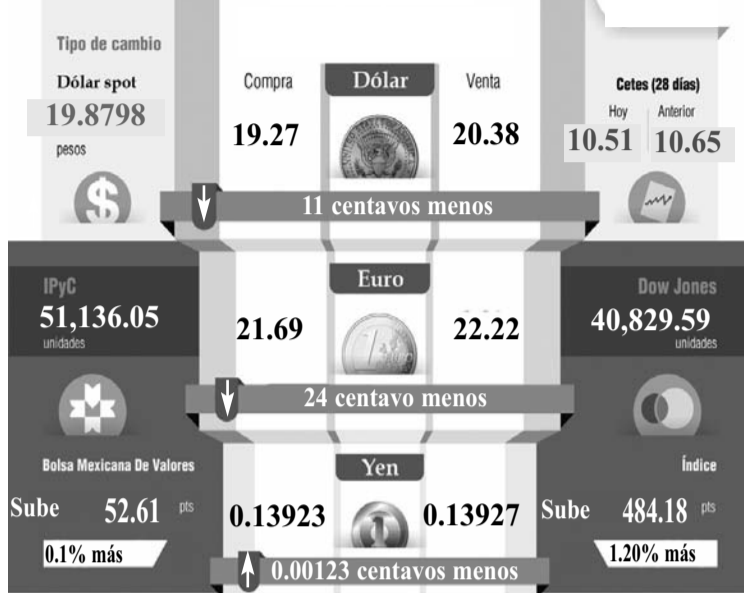 Tipo de cambio
Dólar spot
19.8798
pesos
Compra
Dólar
Venta
19.27
20.38
11 centavos menos
Cetes (28 días)
Hoy
Anterior
10.51
10.65
IPyC
51,136.05
unidades
Euro
21.69
22.22
24 centavo menos
Dow Jones
40,829.59
unidades
Bolsa Mexicana De Valores
Sube 52.61 pts
0.1% más
Yen
0.13923
0.13927
0.00123 centavos menos
Índice
Sube 484.18 pts
1.20% más